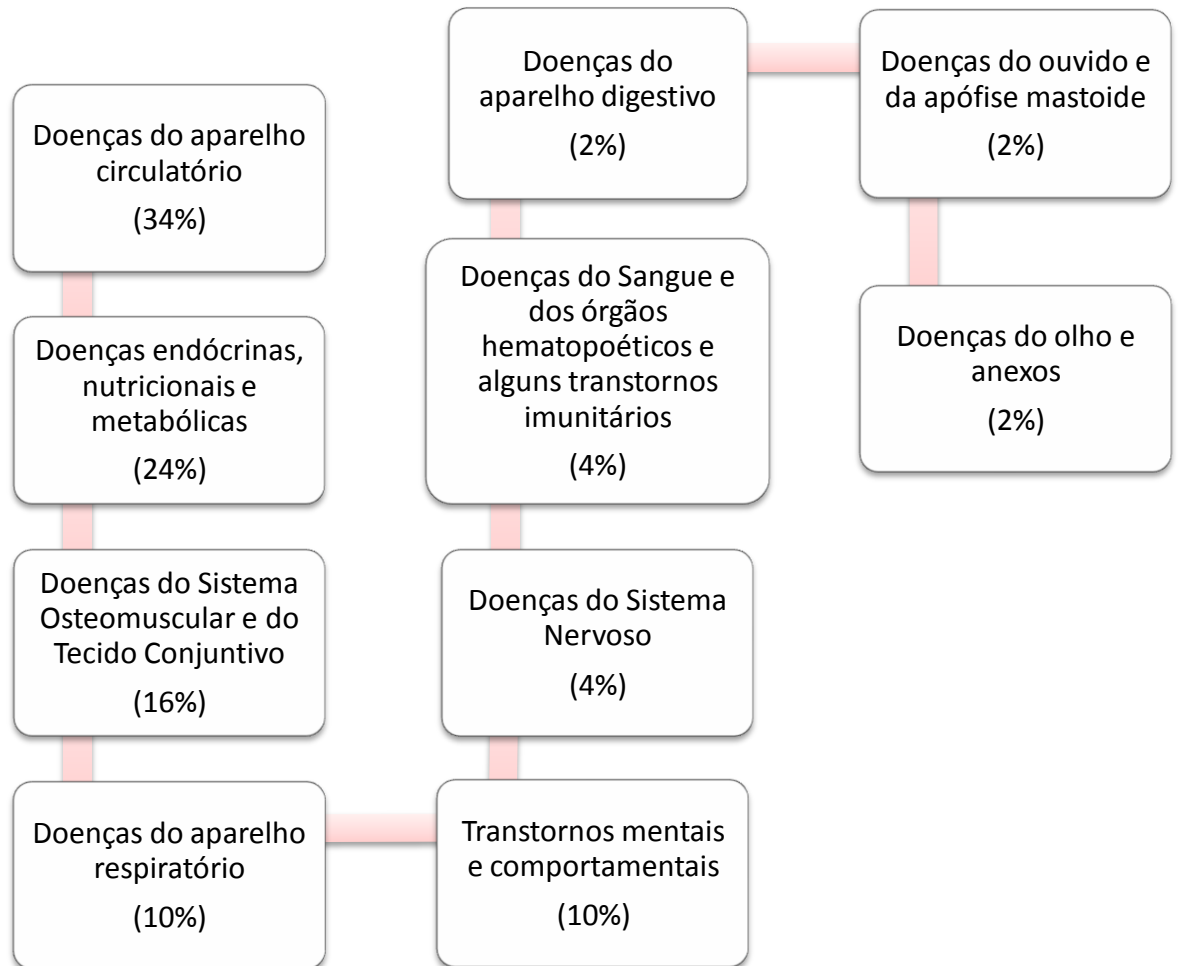 Doenças do aparelho
circulatório
(34%)
Doenças endócrinas,
nutricionais e
metabólicas
(24%)
Doenças do Sistema
Osteomuscular e do
Tecido Conjuntivo
(16%)
Doenças do aparelho
respiratório
(10%)
Transtornos mentais
e comportamentais
(10%)
Doenças do Sistema
Nervoso
(4%)
Doenças do Sangue e
dos órgãos
hematopoéticos e
alguns transtornos
imunitários
(4%)
Doenças do
aparelho digestivo
(2%)
Doenças do ouvido e
da apófise mastoide
(2%)
Doenças do olho e
anexos
(2%)